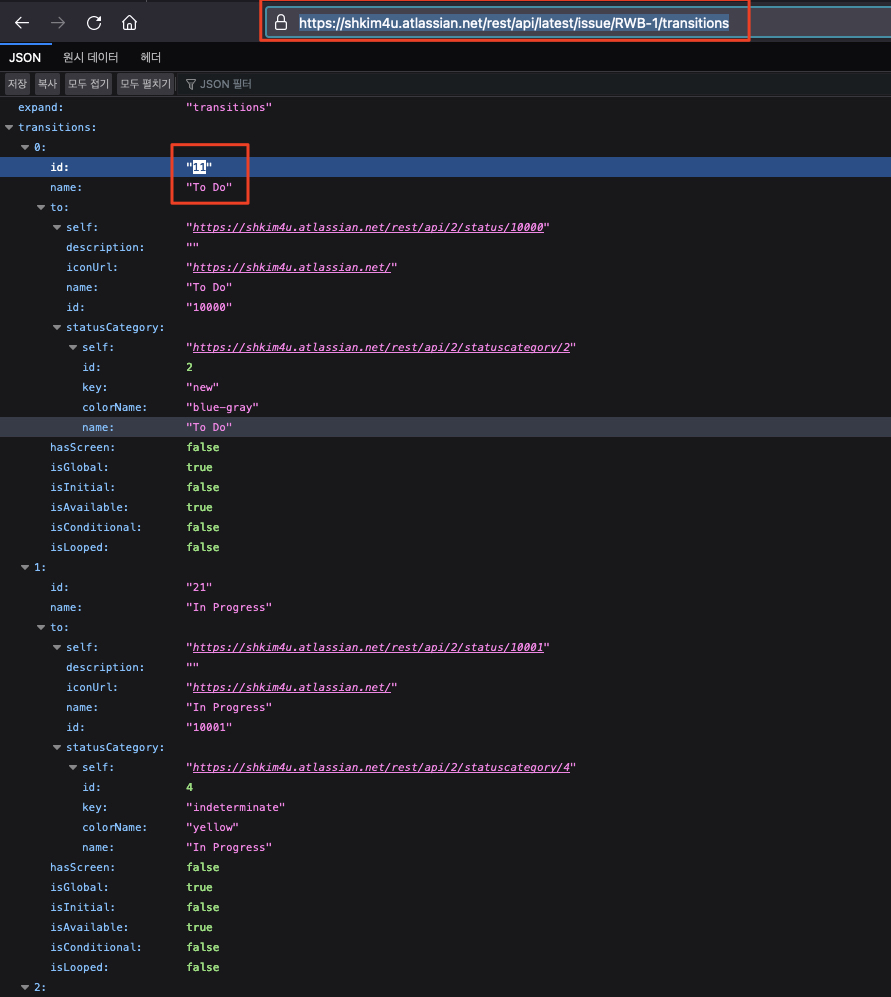 https://shkim4u.atlassian.net/rest/api/latest/issue/RWB-1/transitions
JSON 원시 데이터 헤더
저장 복사 모두 접기 모두 펼치기 JSON 필터
expand: "transitions"
transitions:
0:
id: "11"
name: "To Do"
to:
self: "https://shkim4u.atlassian.net/rest/api/2/status/10000"
description: ""
iconUrl: "https://shkim4u.atlassian.net/"
name: "To Do"
id: "10000"
statusCategory:
self: "https://shkim4u.atlassian.net/rest/api/2/statuscategory/2"
id: 2
key: "new"
colorName: "blue-gray"
name: "To Do"
hasScreen: false
isGlobal: true
isInitial: false
isAvailable: true
isConditional: false
isLooped: false
1:
id: "21"
name: "In Progress"
to:
self: "https://shkim4u.atlassian.net/rest/api/2/status/10001"
description: ""
iconUrl: "https://shkim4u.atlassian.net/"
name: "In Progress"
id: "10001"
statusCategory:
self: "https://shkim4u.atlassian.net/rest/api/2/statuscategory/4"
id: 4
key: "indeterminate"
colorName: "yellow"
name: "In Progress"
hasScreen: false
isGlobal: true
isInitial: false
isAvailable: true
isConditional: false
isLooped: false
2: